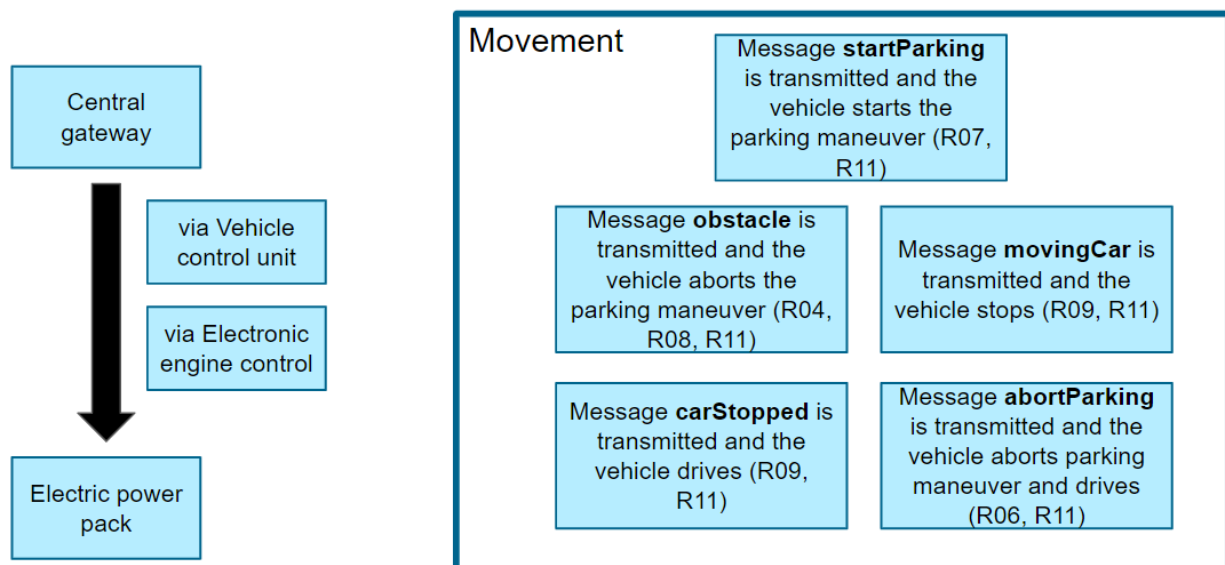 Central
gateway
via Vehicle
control unit
via Electronic
engine control
Electric power
pack
Movement
Message startParking
is transmitted and the
vehicle starts the
parking maneuver (R07,
R11)
Message obstacle is
transmitted and the
vehicle aborts the
parking maneuver (R04,
R08, R11)
Message movingCar is
transmitted and the
vehicle stops (R09, R11)
Message carStopped is
transmitted and the
vehicle drives (R09,
R11)
Message abortParking
is transmitted and the
vehicle aborts parking
maneuver and drives
(R06, R11)